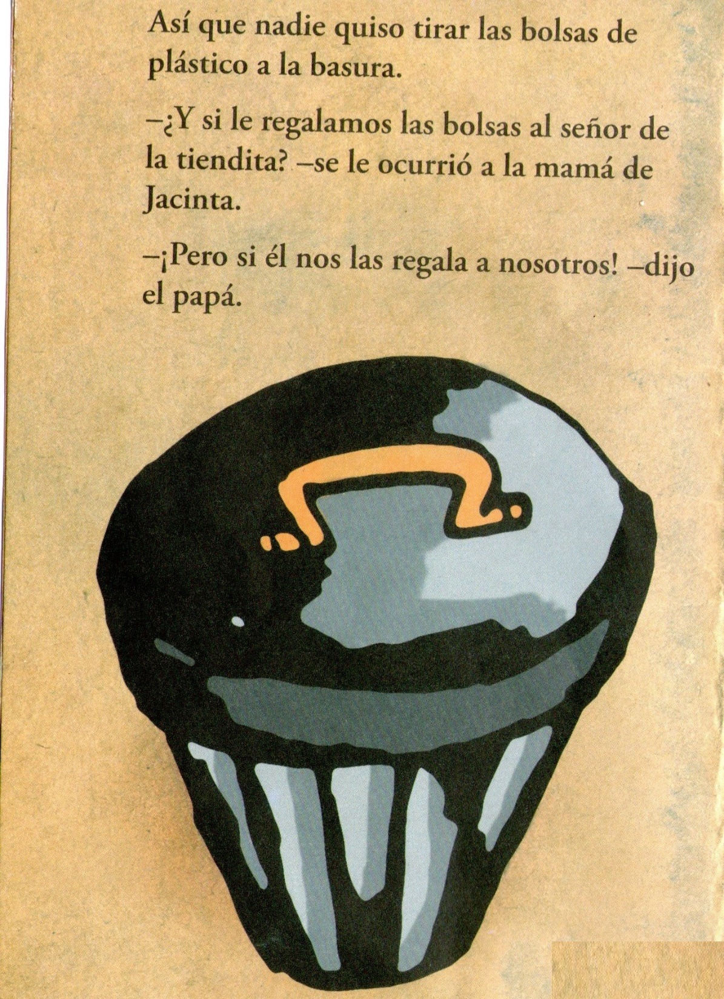 Así que nadie quiso tirar las bolsas de
plástico a la basura.
–¿Y si le regalamos las bolsas al señor de
la tiendita? –se le ocurrió a la mamá de
Jacinta.
–¡Pero si él nos las regala a nosotros! –dijo
el papá.